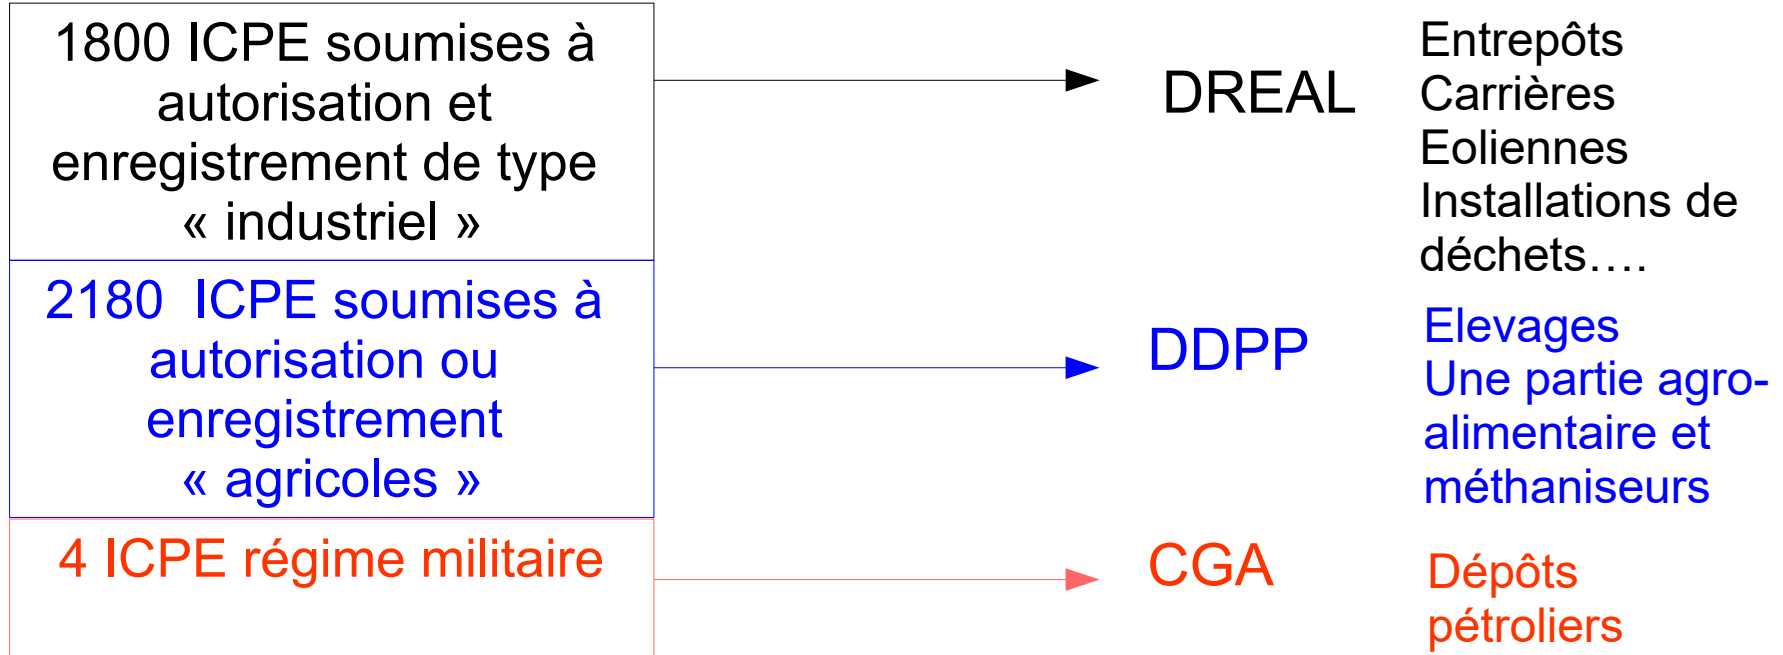 1800 ICPE soumises à
autorisation et
enregistrement de type
« industriel »
DREAL
Entrepôts
Carrières
Eoliennes
Installations de
déchets….
2180  ICPE soumises à
autorisation ou
enregistrement
« agricoles »
DDPP
Elevages
Une partie agro-
alimentaire et
méthaniseurs
4 ICPE régime militaire
CGA
Dépôts
pétroliers